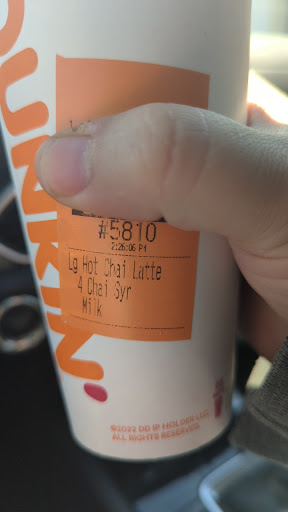 DUNKIN'
#5810
2:26:06 PM
Lg Hot Chai Latte
4 Chai Syr
Milk
©2022 DD IP HOLDER LLC
ALL RIGHTS RESERVED.